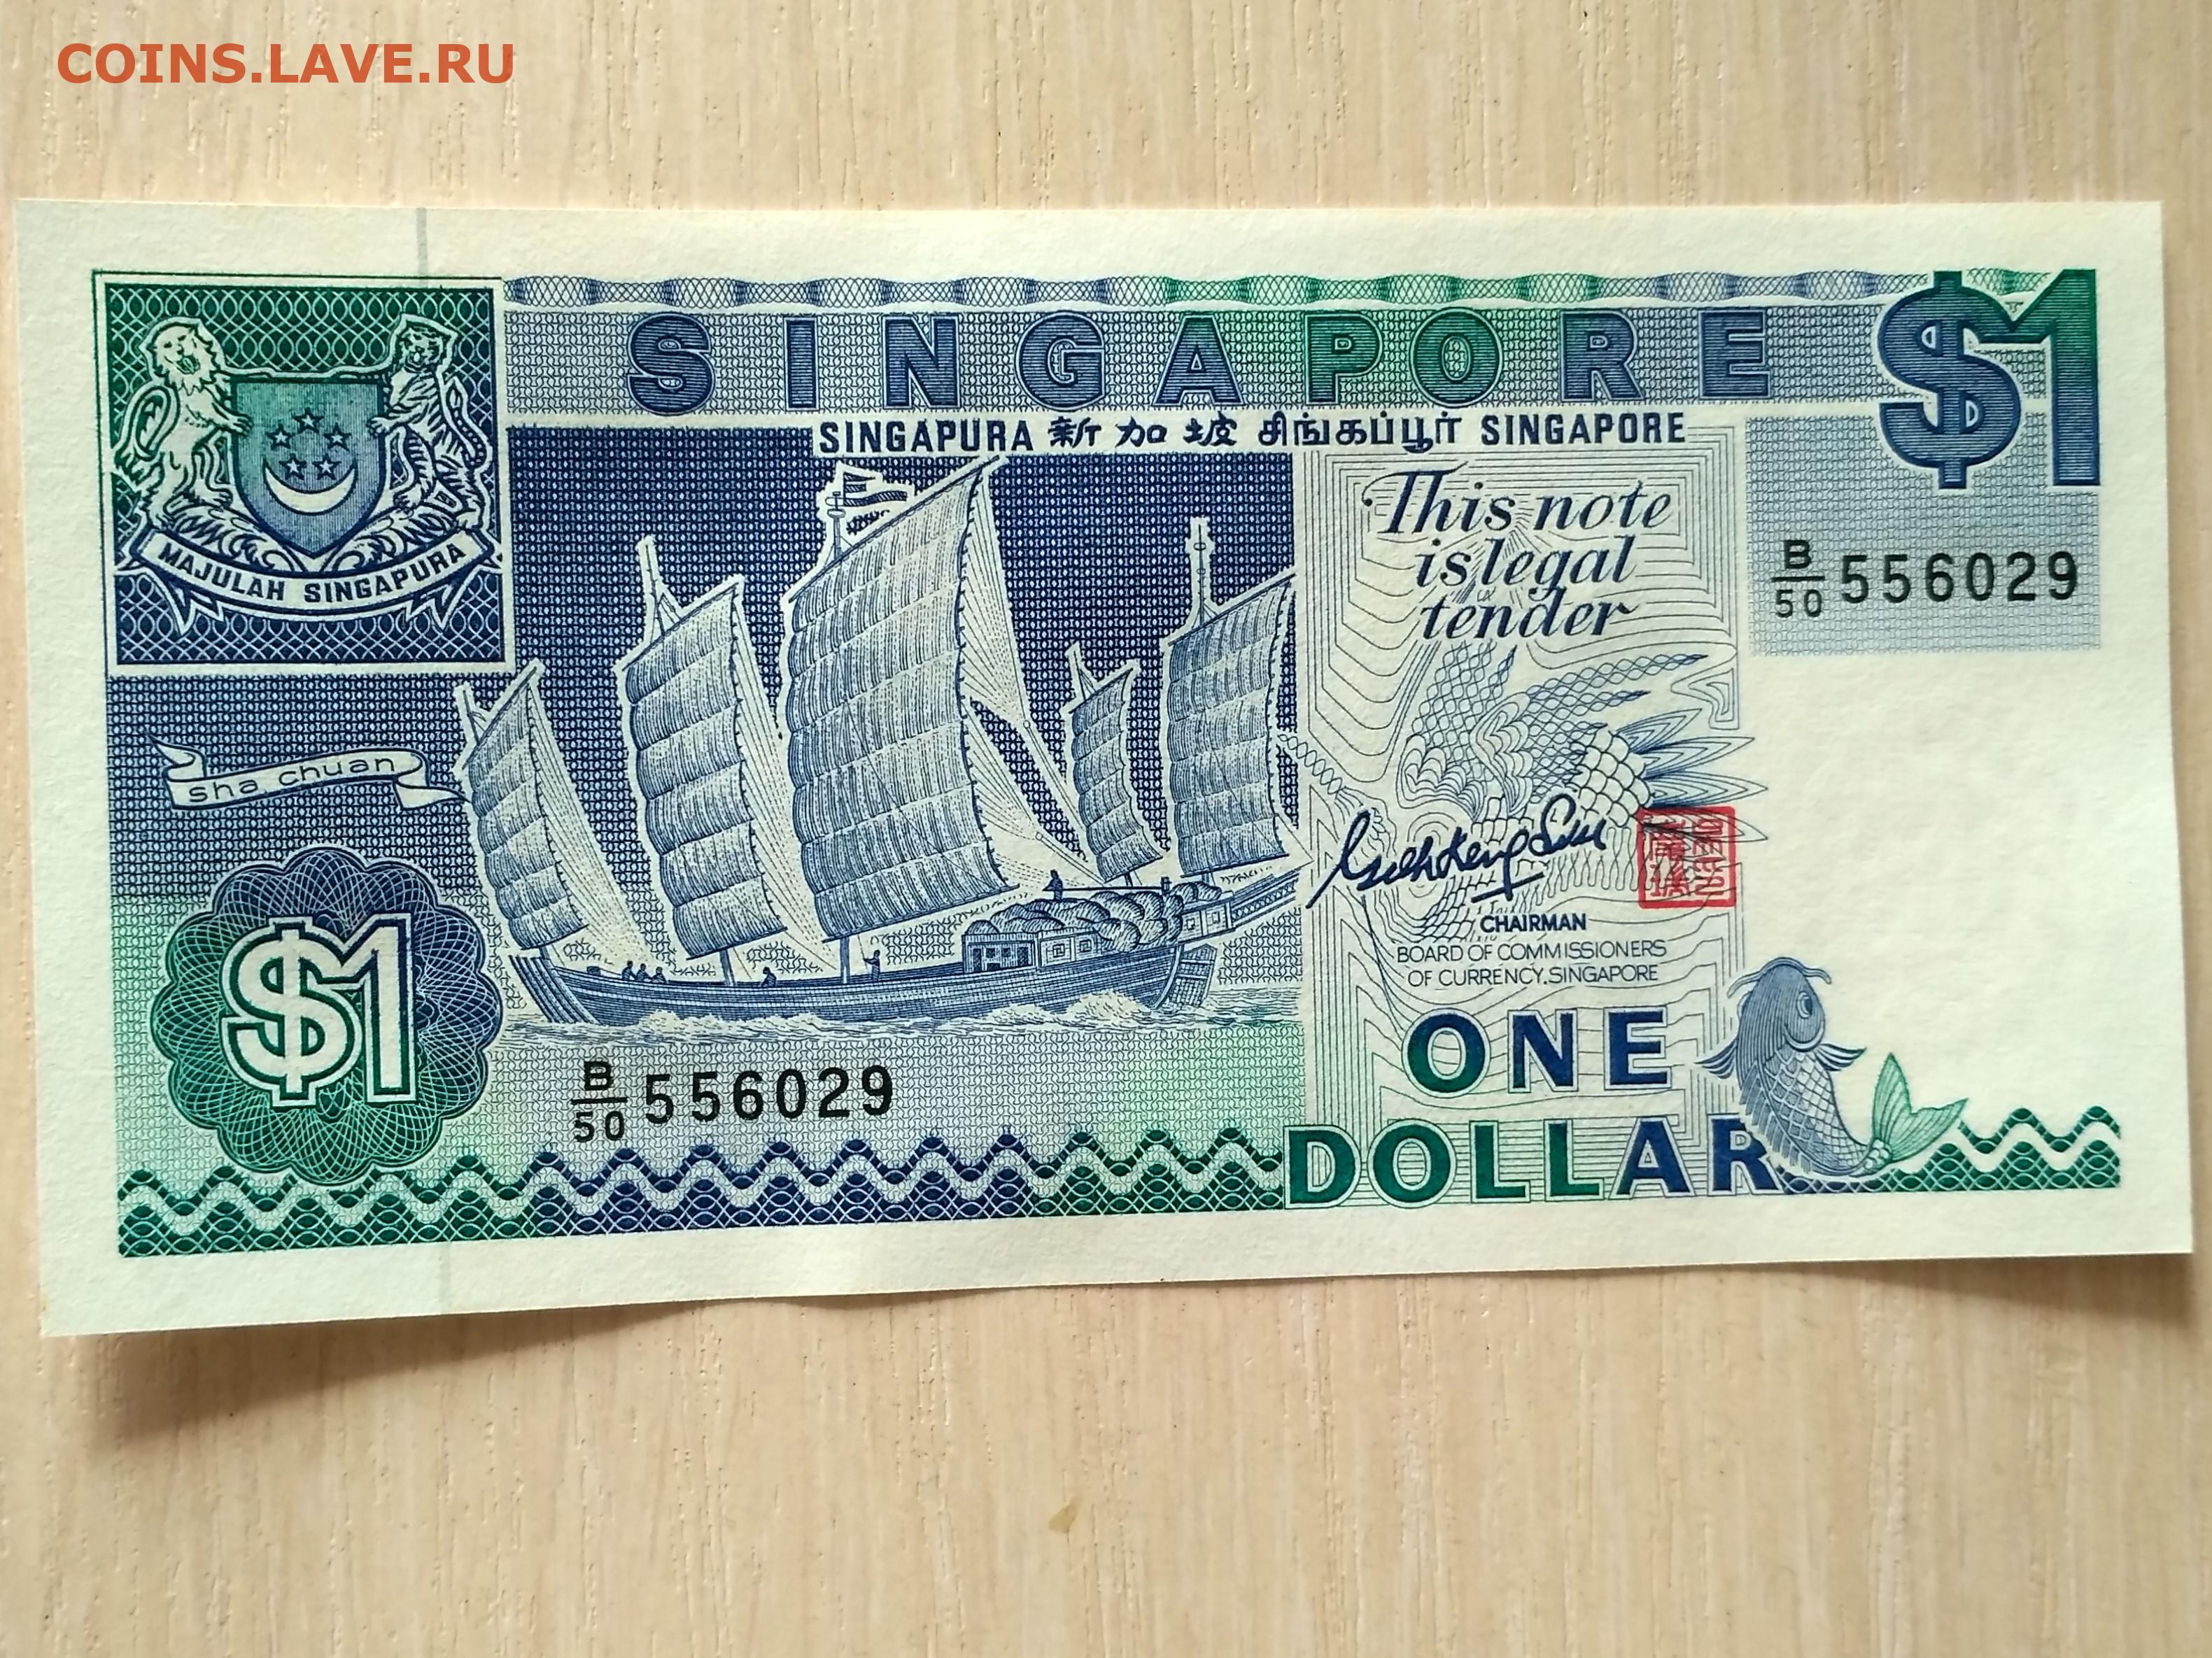 COINS.LAVE.RU
SINGAPORE
$1
SINGAPURA 新加坡 சிங்கப்பூர் SINGAPORE
MAJULAH SINGAPURA
This note
is legal
tender
B/50 556029
sha chuan
CHAIRMAN
BOARD OF COMMISSIONERS
OF CURRENCY, SINGAPORE
$1
B/50 556029
ONE
DOLLAR